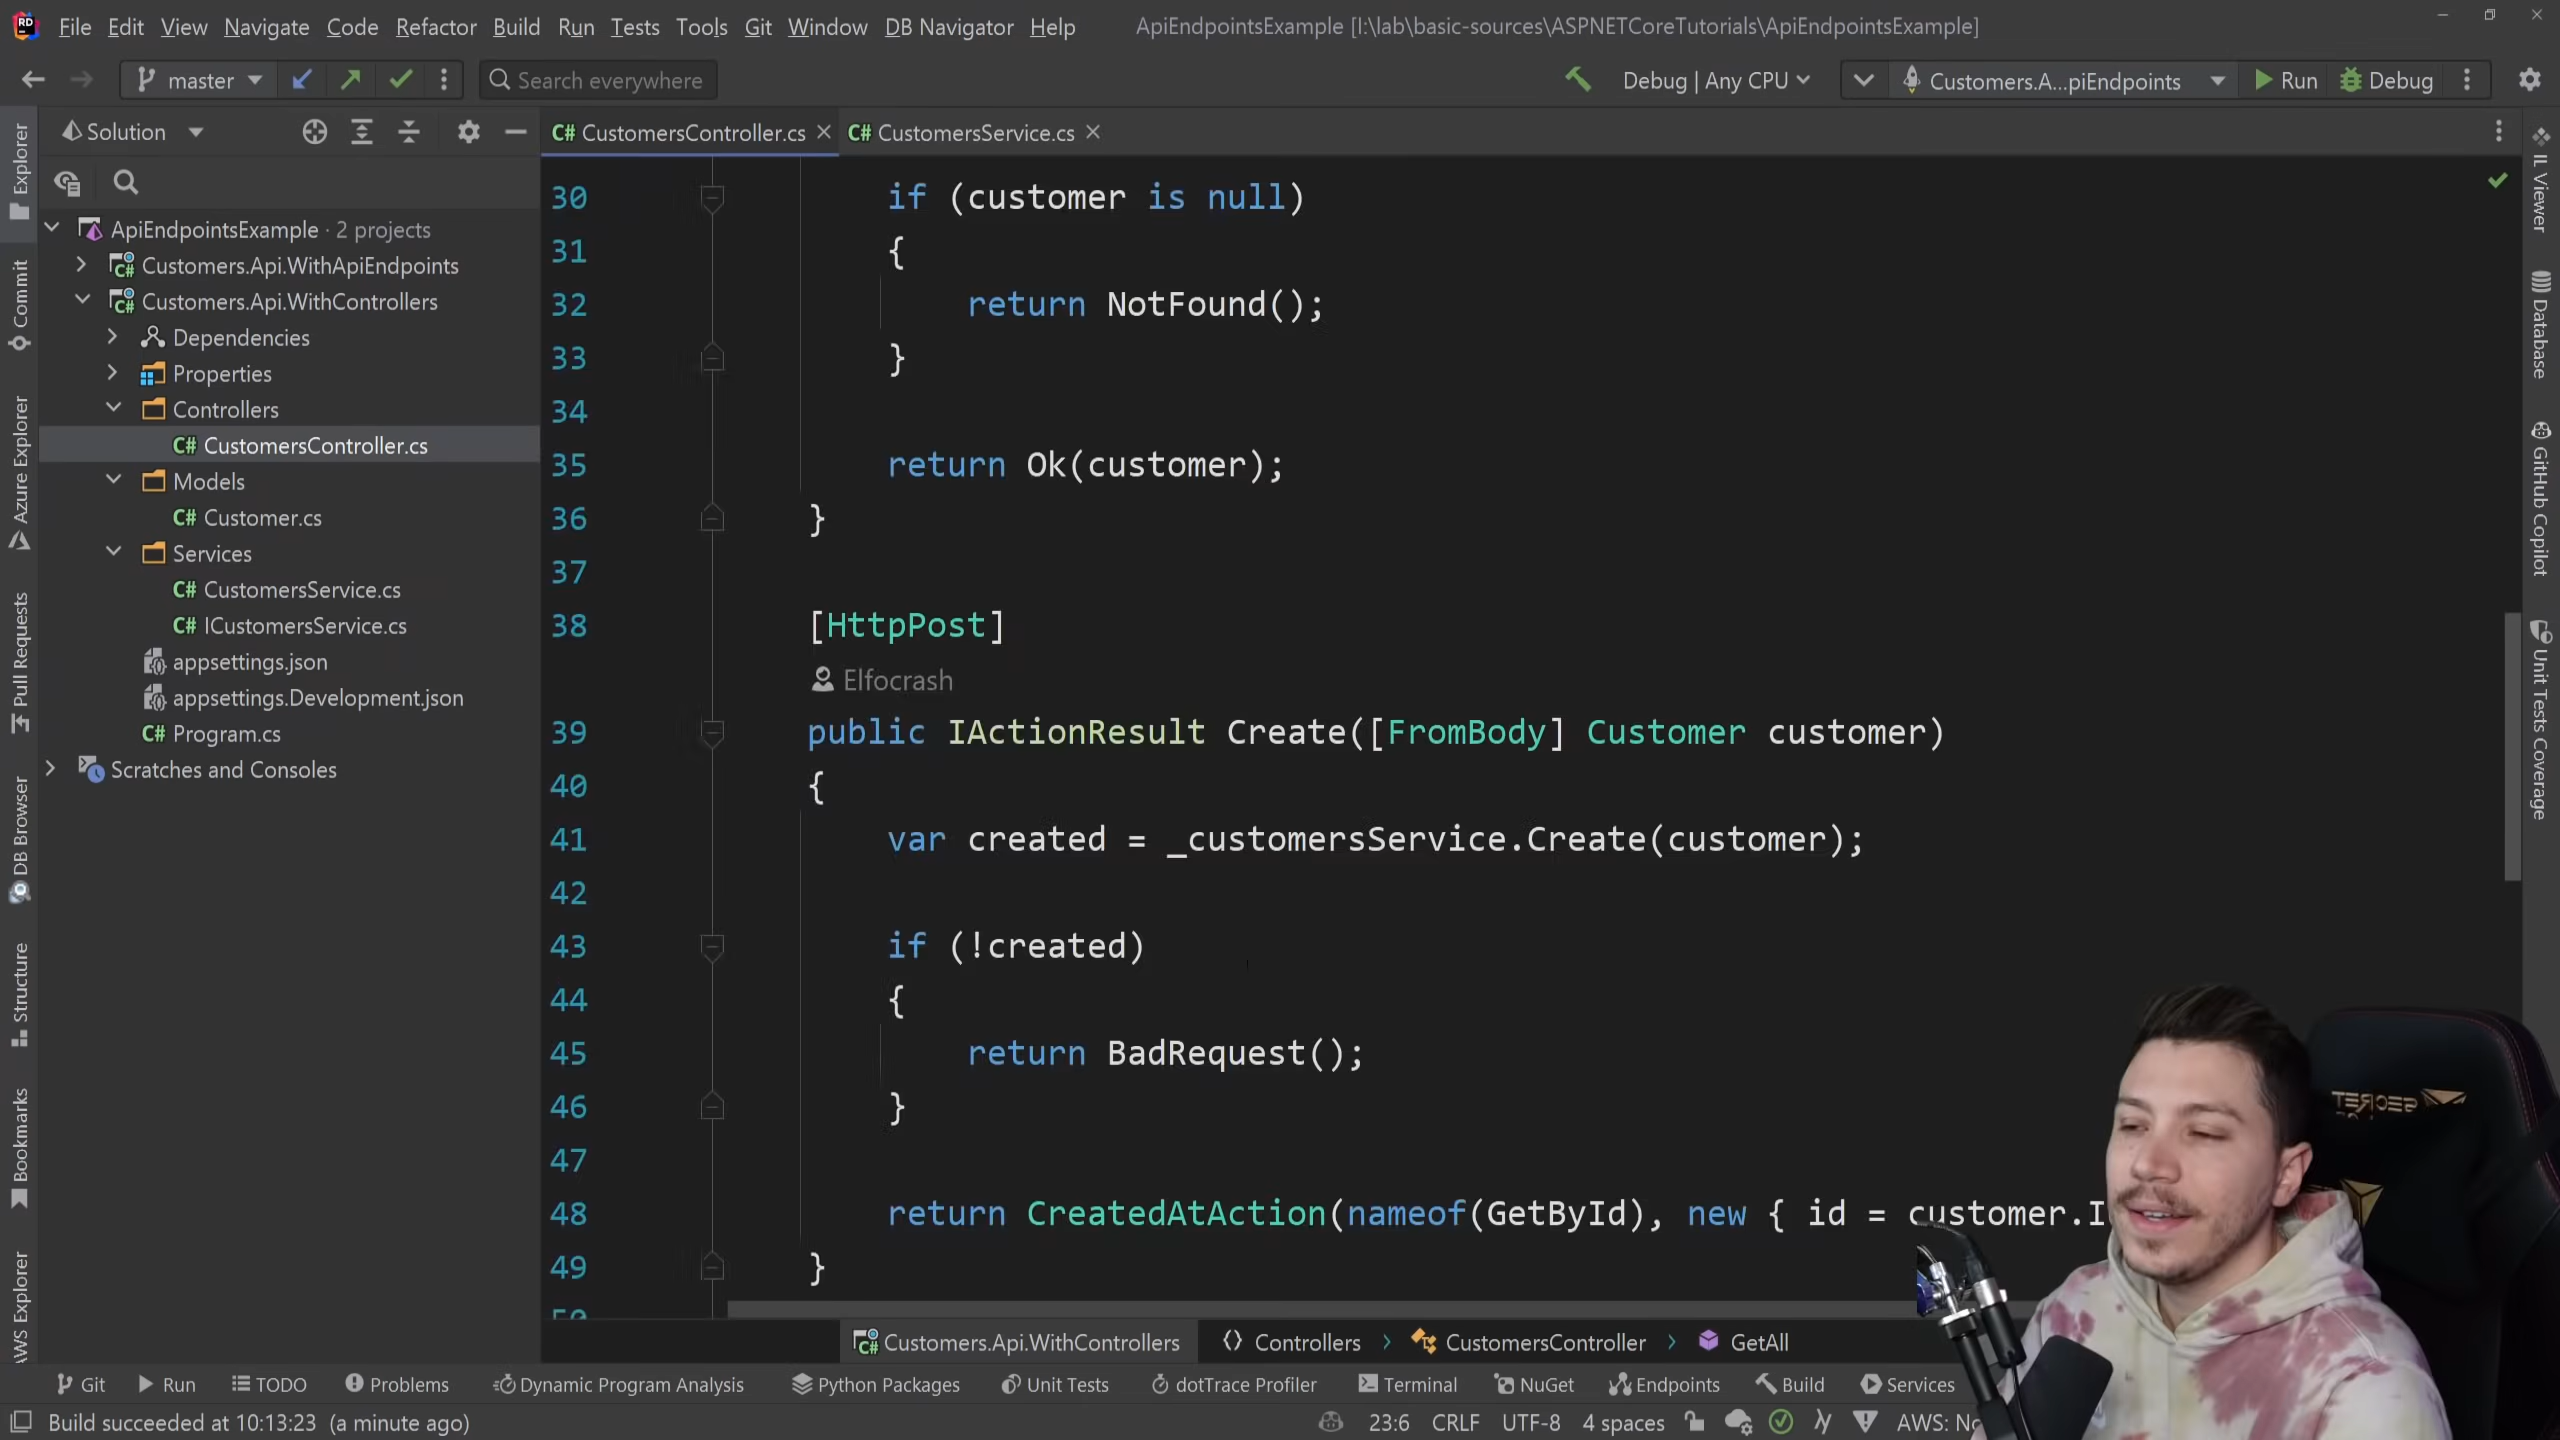 File Edit View Navigate Code Refactor Build Run Tests Tools Git Window DB Navigator Help
ApiEndpointsExample [I:\lab\basic-sources\ASPNETCoreTutorials\ApiEndpointsExample]
master
Search everywhere
Debug | Any CPU
Customers.A...piEndpoints
Run
Debug
Solution
CustomersController.cs
CustomersService.cs
ApiEndpointsExample · 2 projects
Customers.Api.WithApiEndpoints
Customers.Api.WithControllers
Dependencies
Properties
Controllers
C# CustomersController.cs
Models
C# Customer.cs
Services
C# CustomersService.cs
C# ICustomersService.cs
appsettings.json
appsettings.Development.json
C# Program.cs
Scratches and Consoles
Explorer
Commit
Azure Explorer
Pull Requests
DB Browser
Structure
Bookmarks
AWS Explorer
30 if (customer is null)
31 {
32 return NotFound();
33 }
34
35 return Ok(customer);
36 }
37
38 [HttpPost]
Elfocrash
39 public IActionResult Create([FromBody] Customer customer)
40 {
41 var created = _customersService.Create(customer);
42
43 if (!created)
44 {
45 return BadRequest();
46 }
47
48 return CreatedAtAction(nameof(GetById), new { id = customer.I
49 }
IL Viewer
Database
GitHub Copilot
Unit Tests Coverage
SECRET
Customers.Api.WithControllers
Controllers
CustomersController
GetAll
Git Run TODO Problems Dynamic Program Analysis Python Packages Unit Tests dotTrace Profiler Terminal NuGet Endpoints Build Services
Build succeeded at 10:13:23 (a minute ago)
23:6 CRLF UTF-8 4 spaces
AWS: